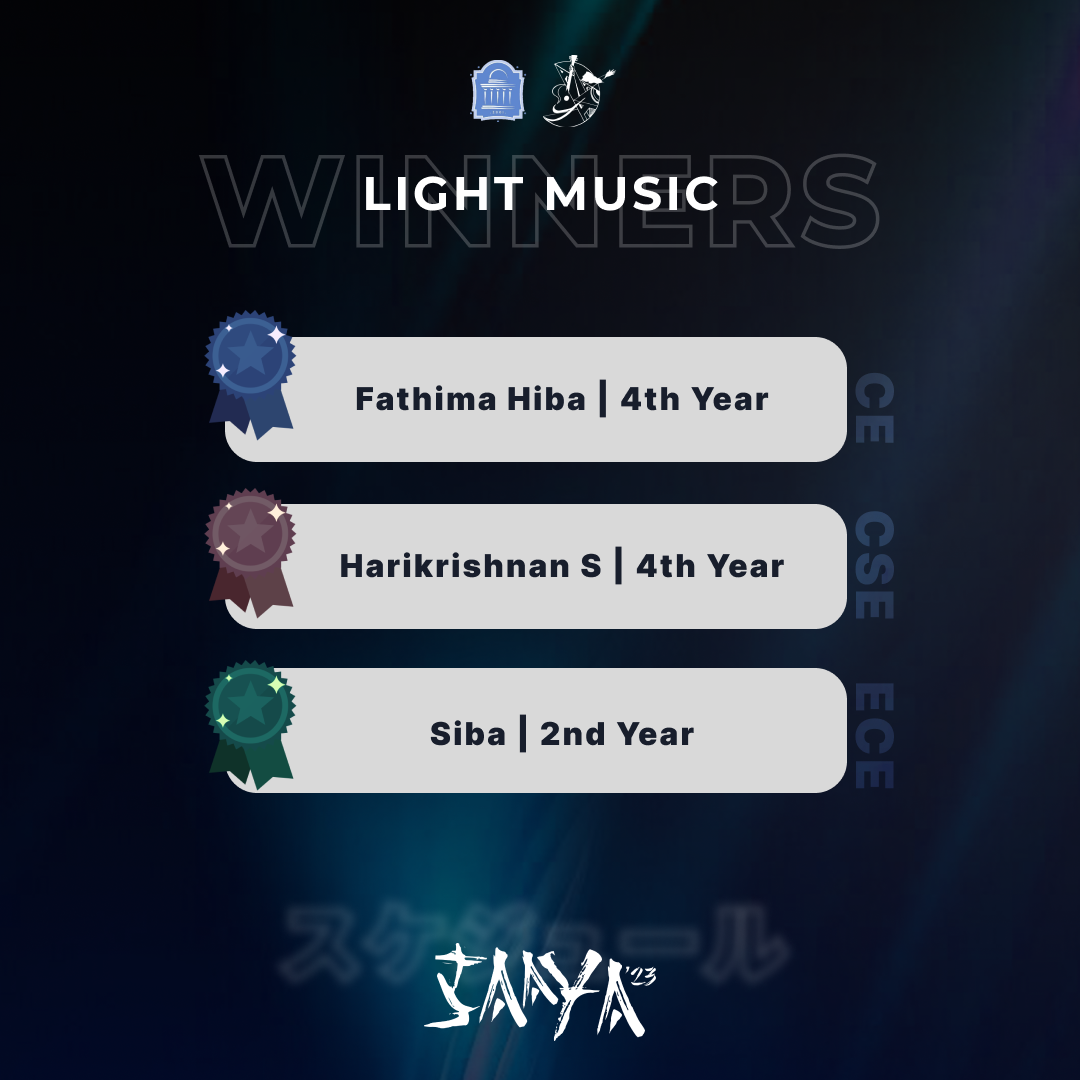 WINNERS
LIGHT MUSIC
Fathima Hiba | 4th Year
CE
Harikrishnan S | 4th Year
CSE
Siba | 2nd Year
ECE
スケジュール
SAAYA '23